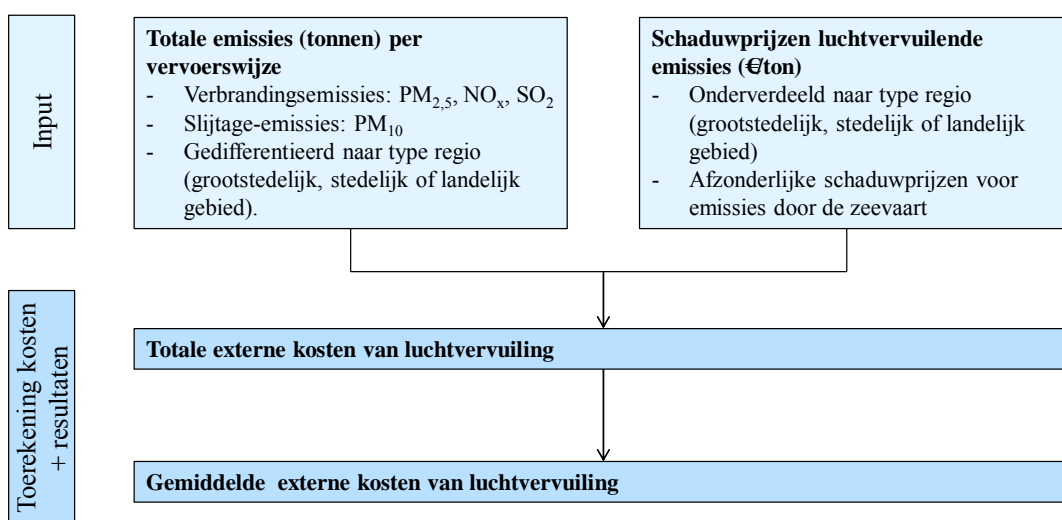 Input
Totale emissies (tonnen) per
vervoerswijze
- Verbrandingsemissies: PM2,5, NOx, SO2
- Slijtage-emissies: PM10
- Gedifferentieerd naar type regio
(grootstedelijk, stedelijk of landelijk
gebied).
Schaduwprijzen luchtvervuilende
emissies (€/ton)
- Onderverdeeld naar type regio
(grootstedelijk, stedelijk of landelijk
gebied)
- Afzonderlijke schaduwprijzen voor
emissies door de zeevaart
Toerekening kosten
+ resultaten
Totale externe kosten van luchtvervuiling
Gemiddelde externe kosten van luchtvervuiling